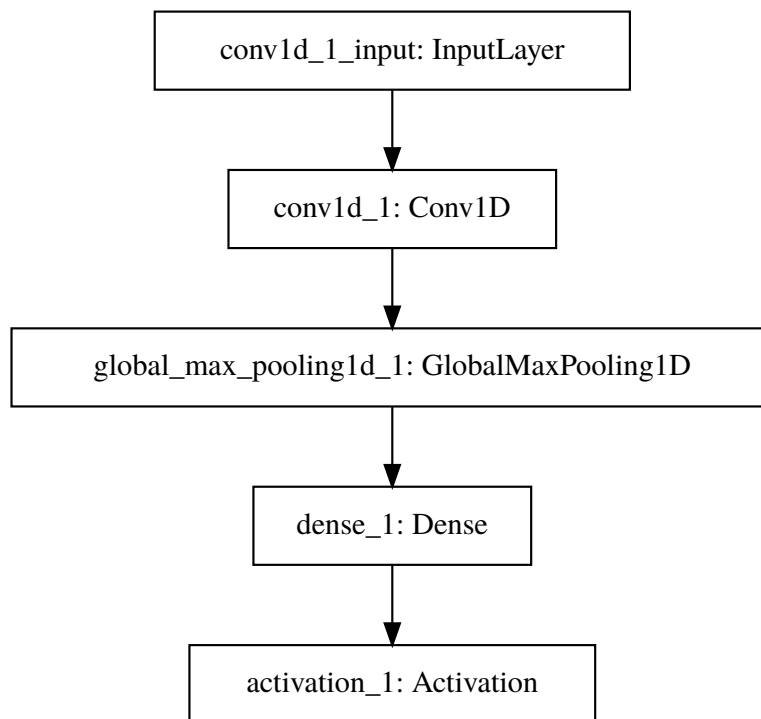 conv1d_1_input: InputLayer
conv1d_1: Conv1D
global_max_pooling1d_1: GlobalMaxPooling1D
dense_1: Dense
activation_1: Activation